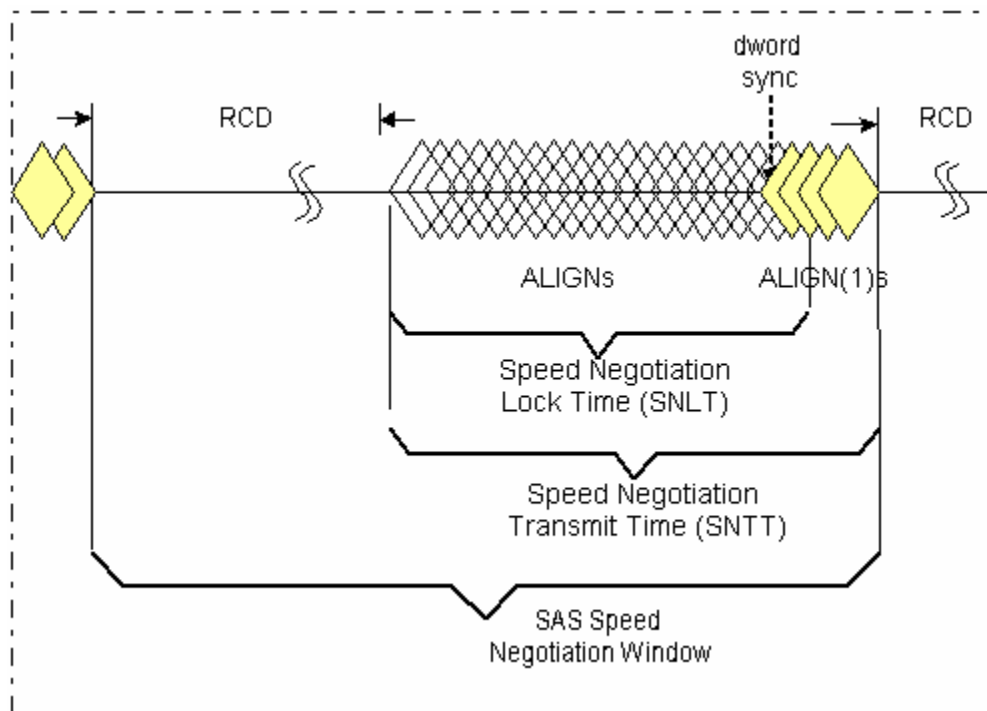 dword
sync
RCD
RCD
ALIGNs
ALIGN(1)s
Speed Negotiation
Lock Time (SNLT)
Speed Negotiation
Transmit Time (SNTT)
SAS Speed
Negotiation Window